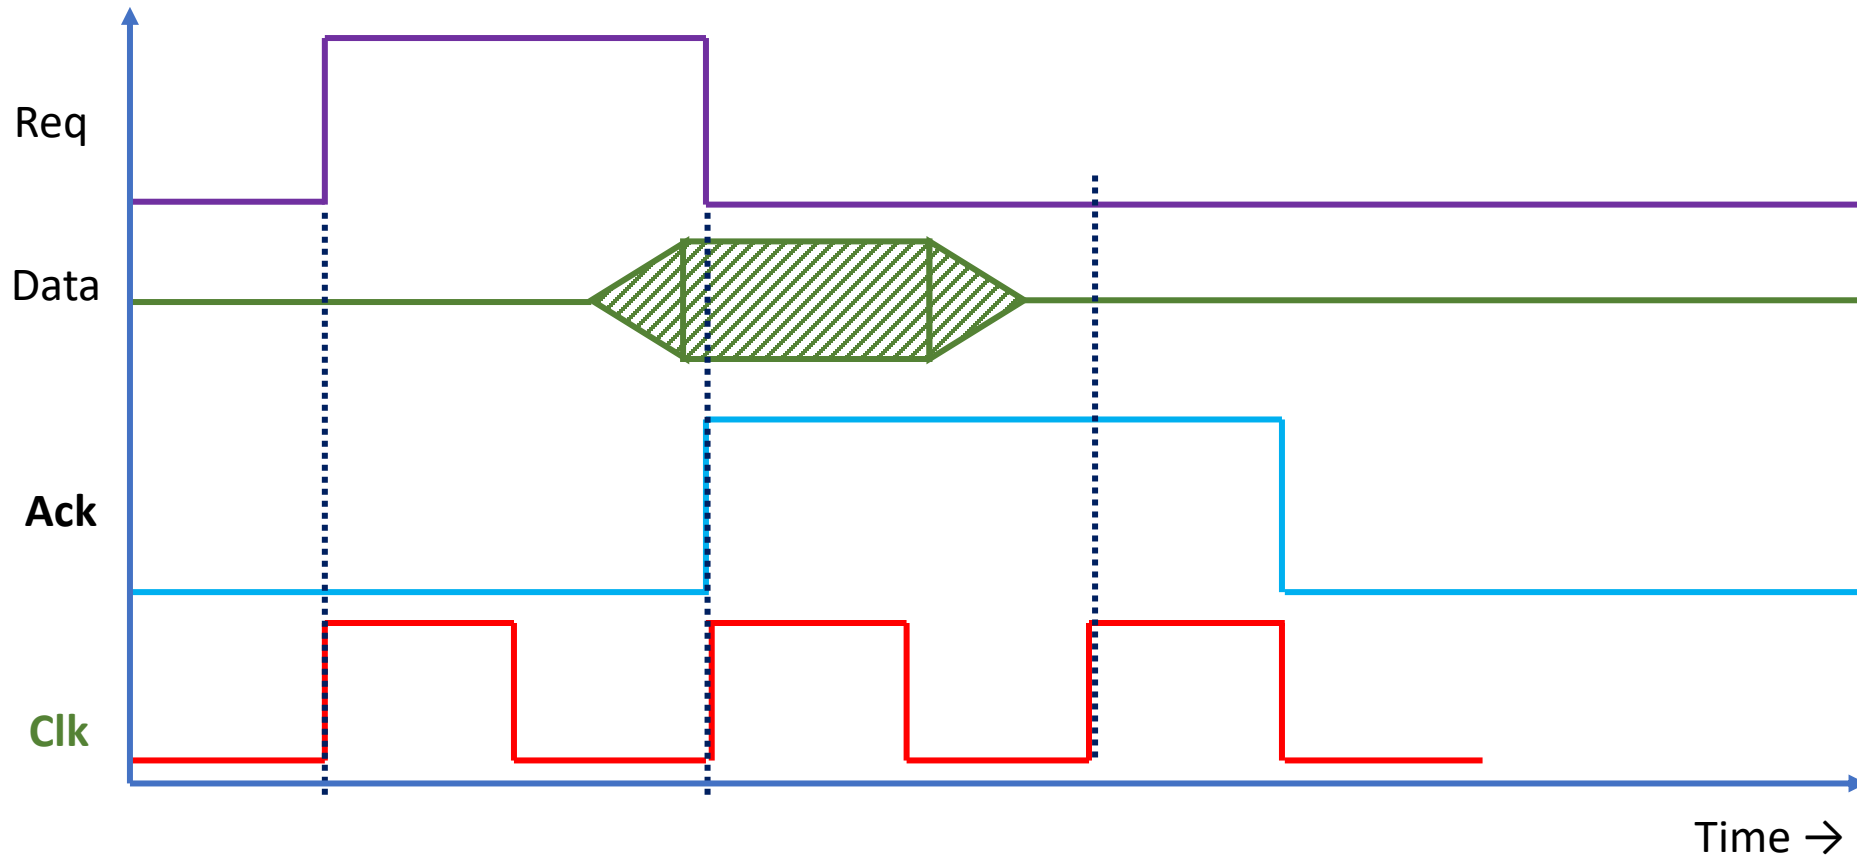 Req
Data
Ack
Clk
Time →